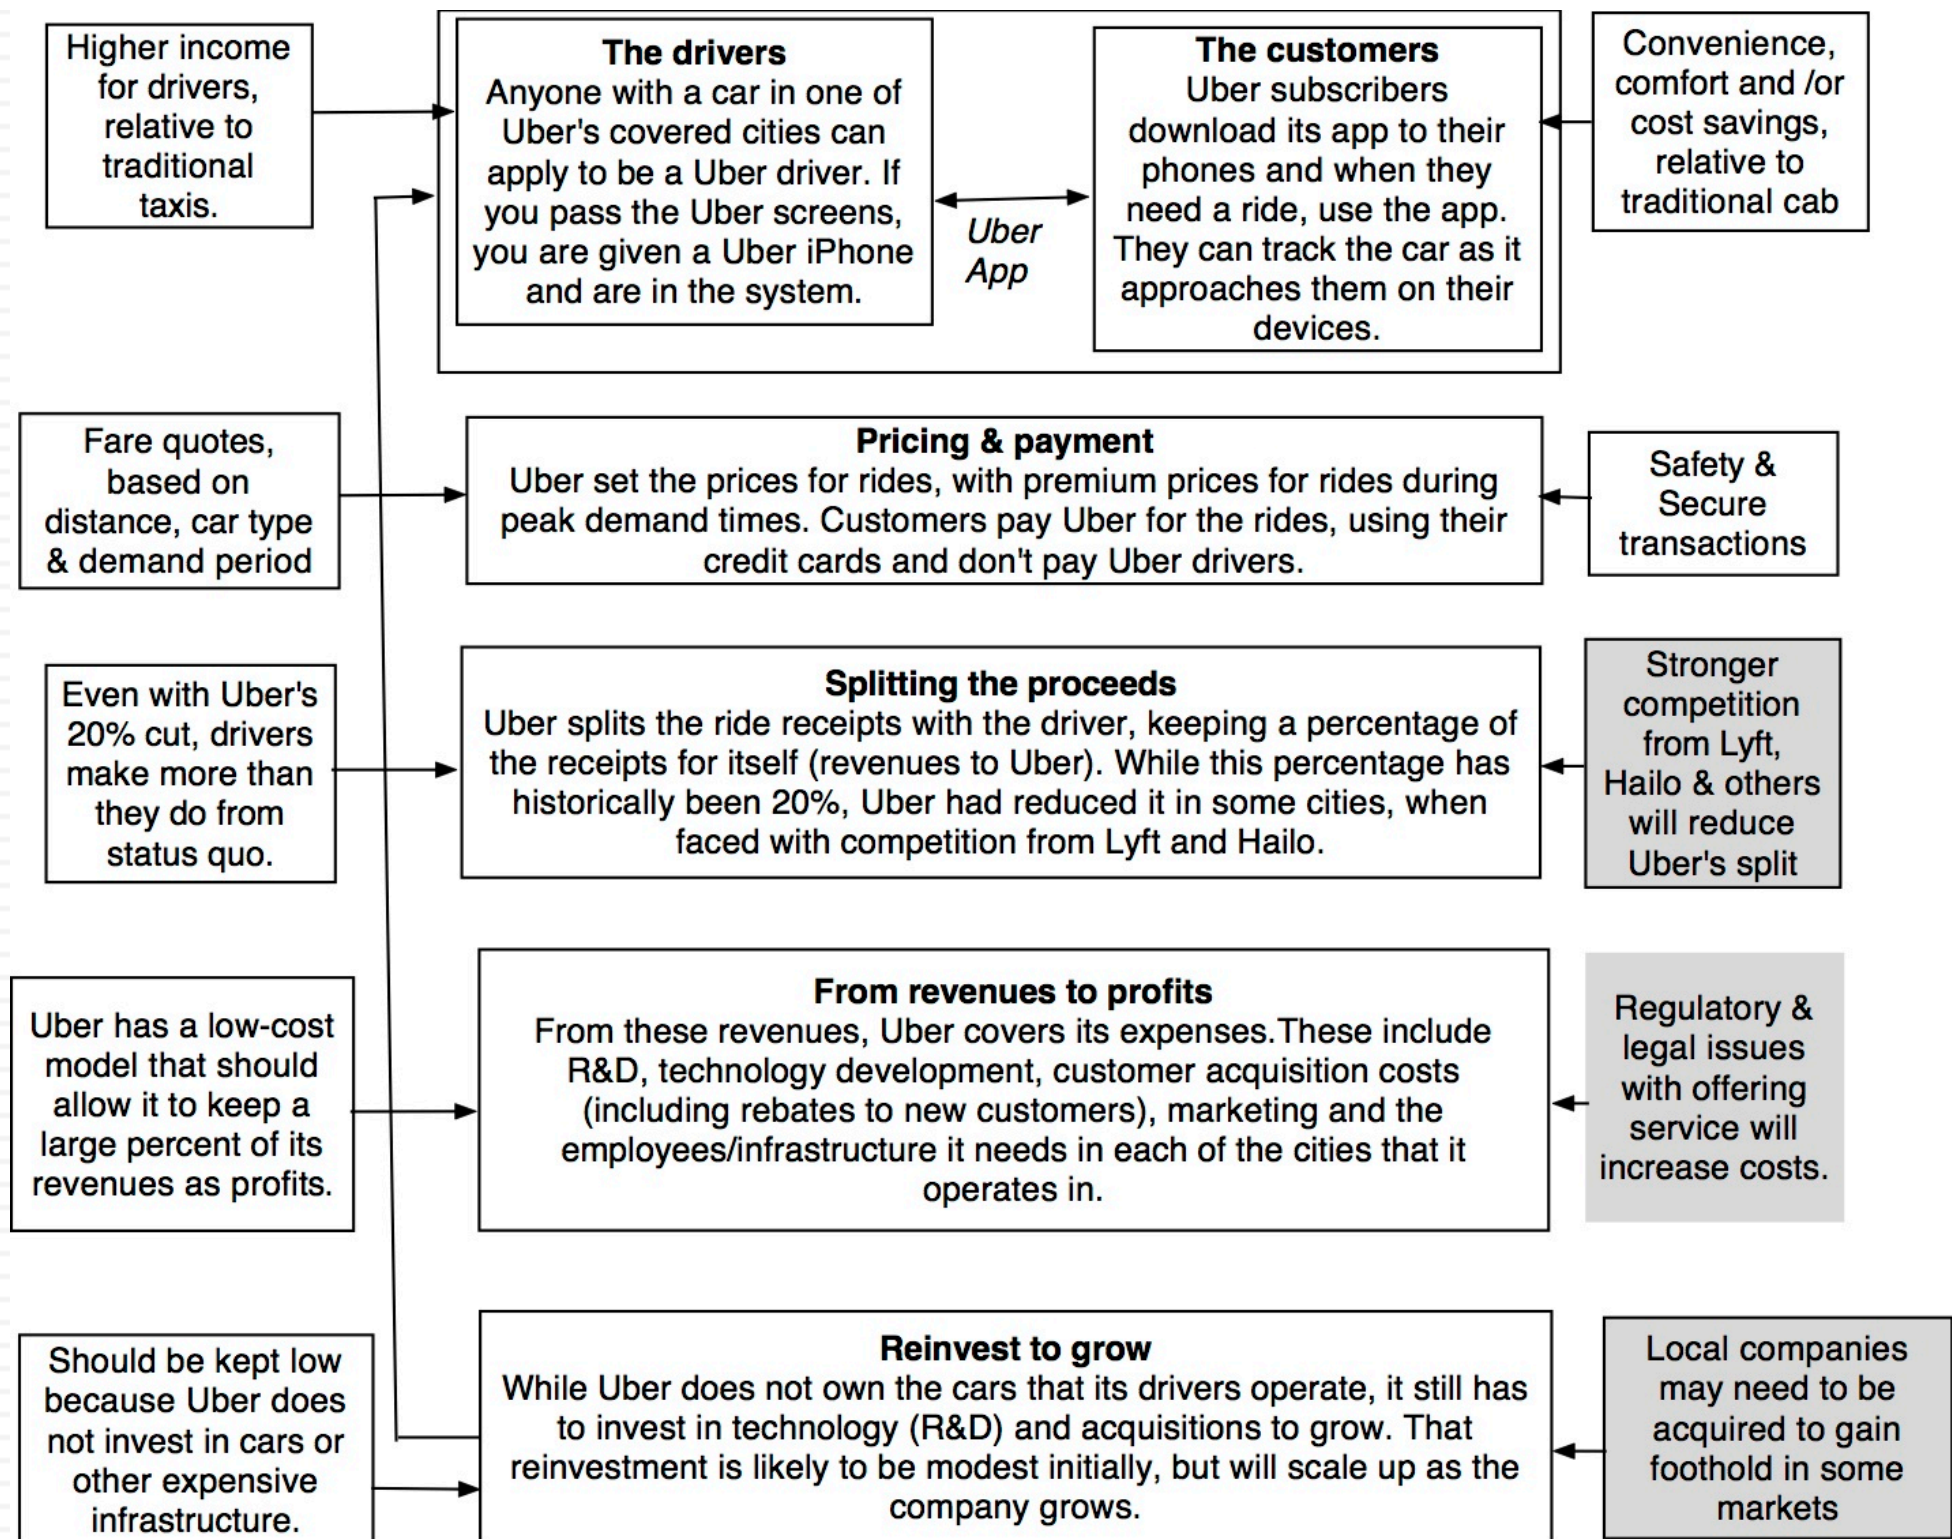 Higher income
for drivers,
relative to
traditional
taxis.
The drivers
Anyone with a car in one of
Uber's covered cities can
apply to be a Uber driver. If
you pass the Uber screens,
you are given a Uber iPhone
and are in the system.
Uber
App
The customers
Uber subscribers
download its app to their
phones and when they
need a ride, use the app.
They can track the car as it
approaches them on their
devices.
Convenience,
comfort and /or
cost savings,
relative to
traditional cab
Fare quotes,
based on
distance, car type
& demand period
Pricing & payment
Uber set the prices for rides, with premium prices for rides during
peak demand times. Customers pay Uber for the rides, using their
credit cards and don't pay Uber drivers.
Safety &
Secure
transactions
Even with Uber's
20% cut, drivers
make more than
they do from
status quo.
Splitting the proceeds
Uber splits the ride receipts with the driver, keeping a percentage of
the receipts for itself (revenues to Uber). While this percentage has
historically been 20%, Uber had reduced it in some cities, when
faced with competition from Lyft and Hailo.
Stronger
competition
from Lyft,
Hailo & others
will reduce
Uber's split
Uber has a low-cost
model that should
allow it to keep a
large percent of its
revenues as profits.
From revenues to profits
From these revenues, Uber covers its expenses.These include
R&D, technology development, customer acquisition costs
(including rebates to new customers), marketing and the
employees/infrastructure it needs in each of the cities that it
operates in.
Regulatory &
legal issues
with offering
service will
increase costs.
Should be kept low
because Uber does
not invest in cars or
other expensive
infrastructure.
Reinvest to grow
While Uber does not own the cars that its drivers operate, it still has
to invest in technology (R&D) and acquisitions to grow. That
reinvestment is likely to be modest initially, but will scale up as the
company grows.
Local companies
may need to be
acquired to gain
foothold in some
markets